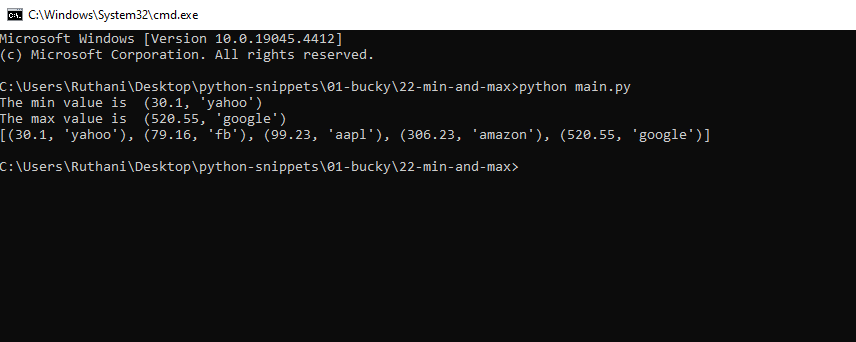 C:\Windows\System32\cmd.exe
Microsoft Windows [Version 10.0.19045.4412]
(c) Microsoft Corporation. All rights reserved.
C:\Users\Ruthani\Desktop\python-snippets\01-bucky\22-min-and-max>python main.py
The min value is  (30.1, 'yahoo')
The max value is  (520.55, 'google')
[(30.1, 'yahoo'), (79.16, 'fb'), (99.23, 'aapl'), (306.23, 'amazon'), (520.55, 'google')]
C:\Users\Ruthani\Desktop\python-snippets\01-bucky\22-min-and-max>